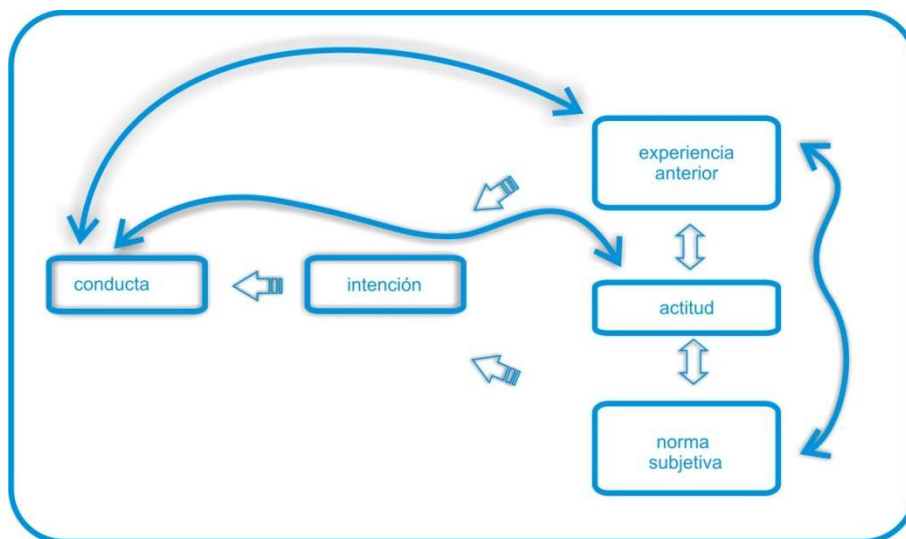 experiencia
anterior
conducta
intención
actitud
norma
subjetiva